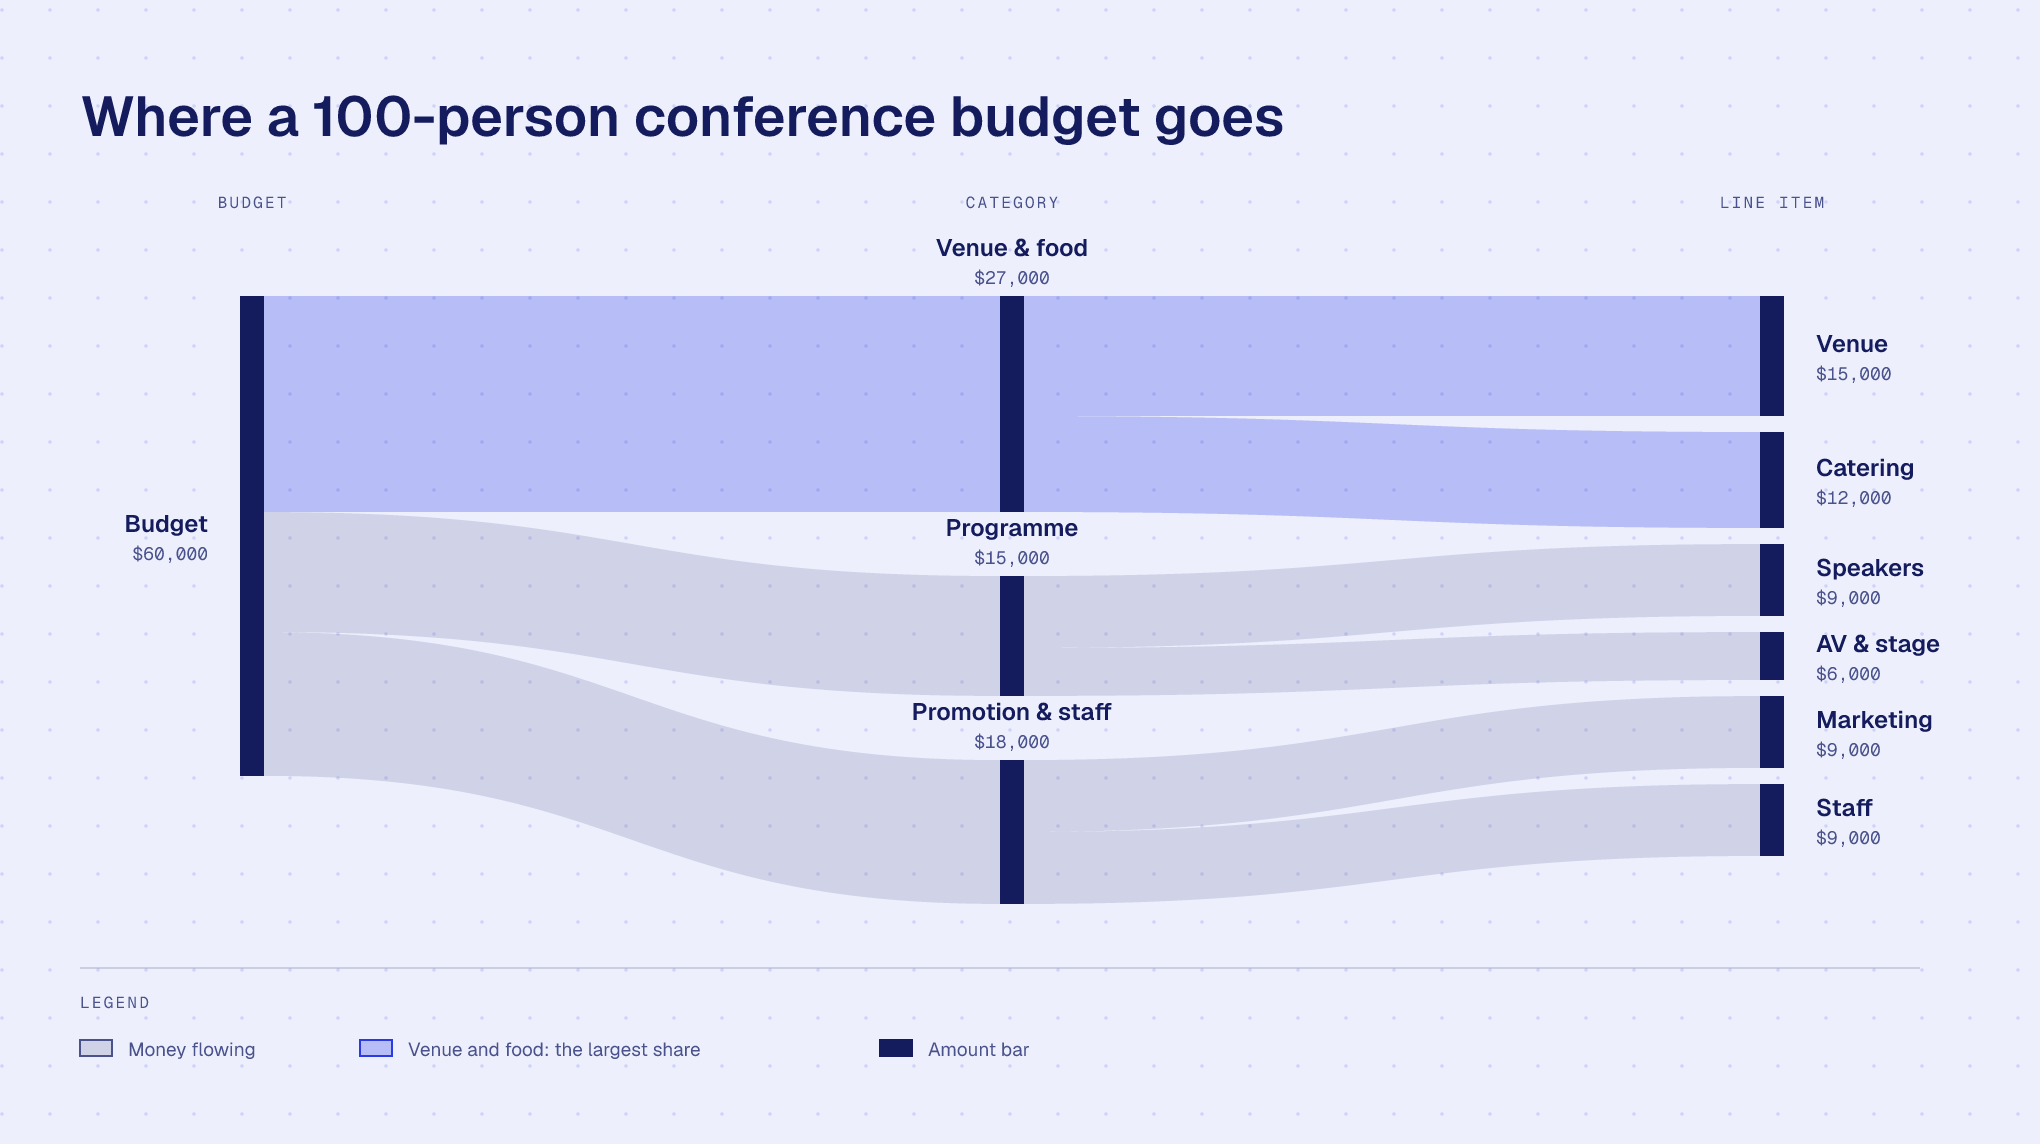 Where a 100-person conference budget goes
BUDGET
CATEGORY
LINE ITEM
Budget
$60,000
Venue & food
$27,000
Programme
$15,000
Promotion & staff
$18,000
Venue
$15,000
Catering
$12,000
Speakers
$9,000
AV & stage
$6,000
Marketing
$9,000
Staff
$9,000
LEGEND
Money flowing
Venue and food: the largest share
Amount bar